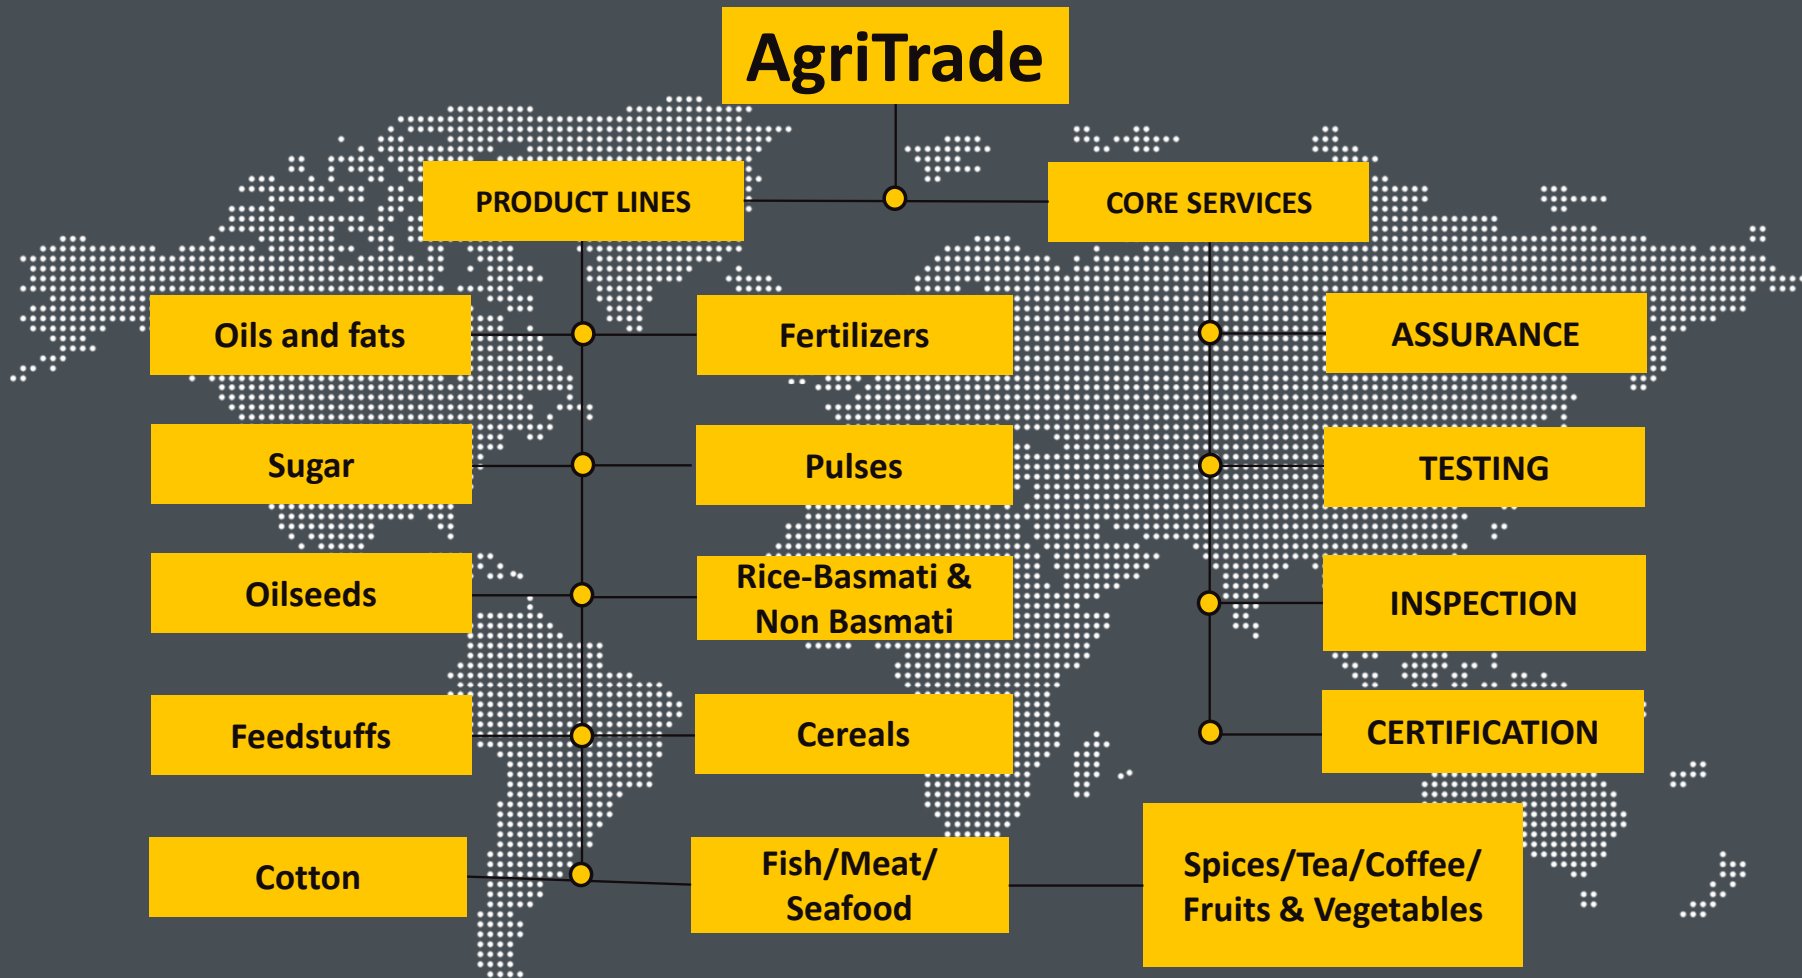 AgriTrade
PRODUCT LINES
CORE SERVICES
Oils and fats
Fertilizers
ASSURANCE
Sugar
Pulses
TESTING
Oilseeds
Rice-Basmati &
Non Basmati
INSPECTION
Feedstuffs
Cereals
CERTIFICATION
Cotton
Fish/Meat/
Seafood
Spices/Tea/Coffee/
Fruits & Vegetables